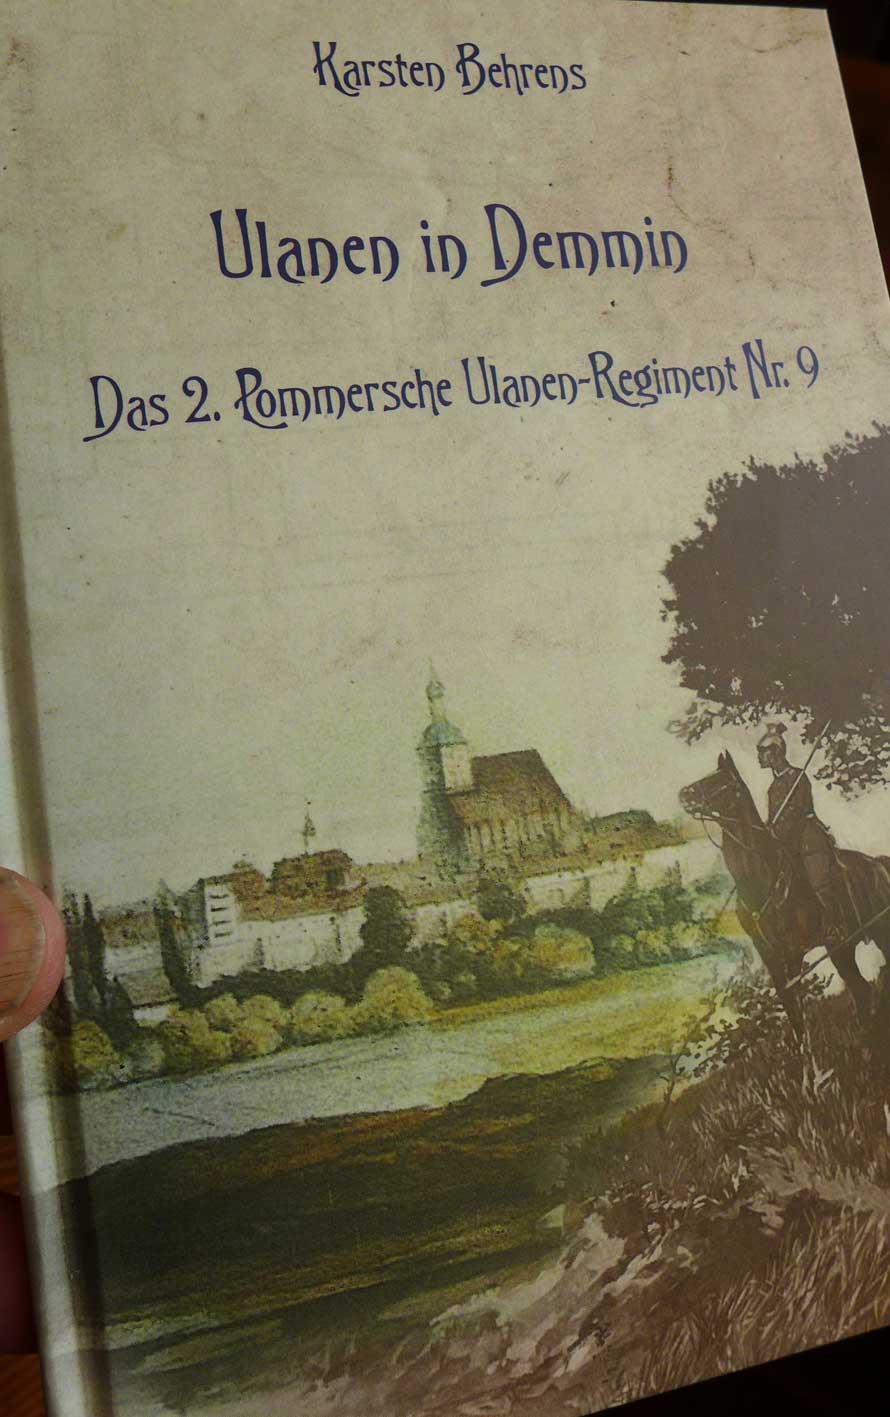 Karsten Behrens
Ulanen in Demmin
Das 2. Pommersche Ulanen-Regiment Nr. 9